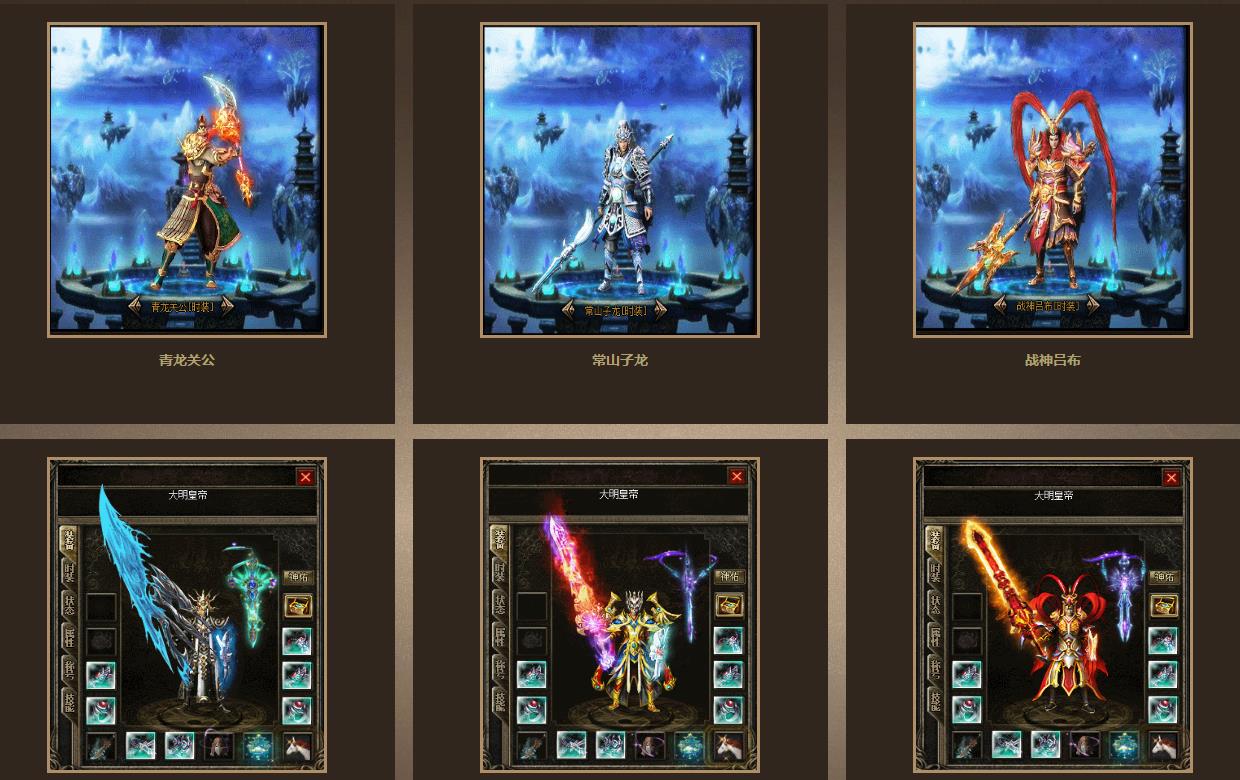 青龙关公[时装]
常山子龙[时装]
战神吕布[时装]
青龙关公
常山子龙
战神吕布
大明皇帝
装备
时装
状态
属性
称号
技能
神佑
大明皇帝
装备
时装
状态
属性
称号
技能
神佑
大明皇帝
装备
时装
状态
属性
称号
技能
神佑